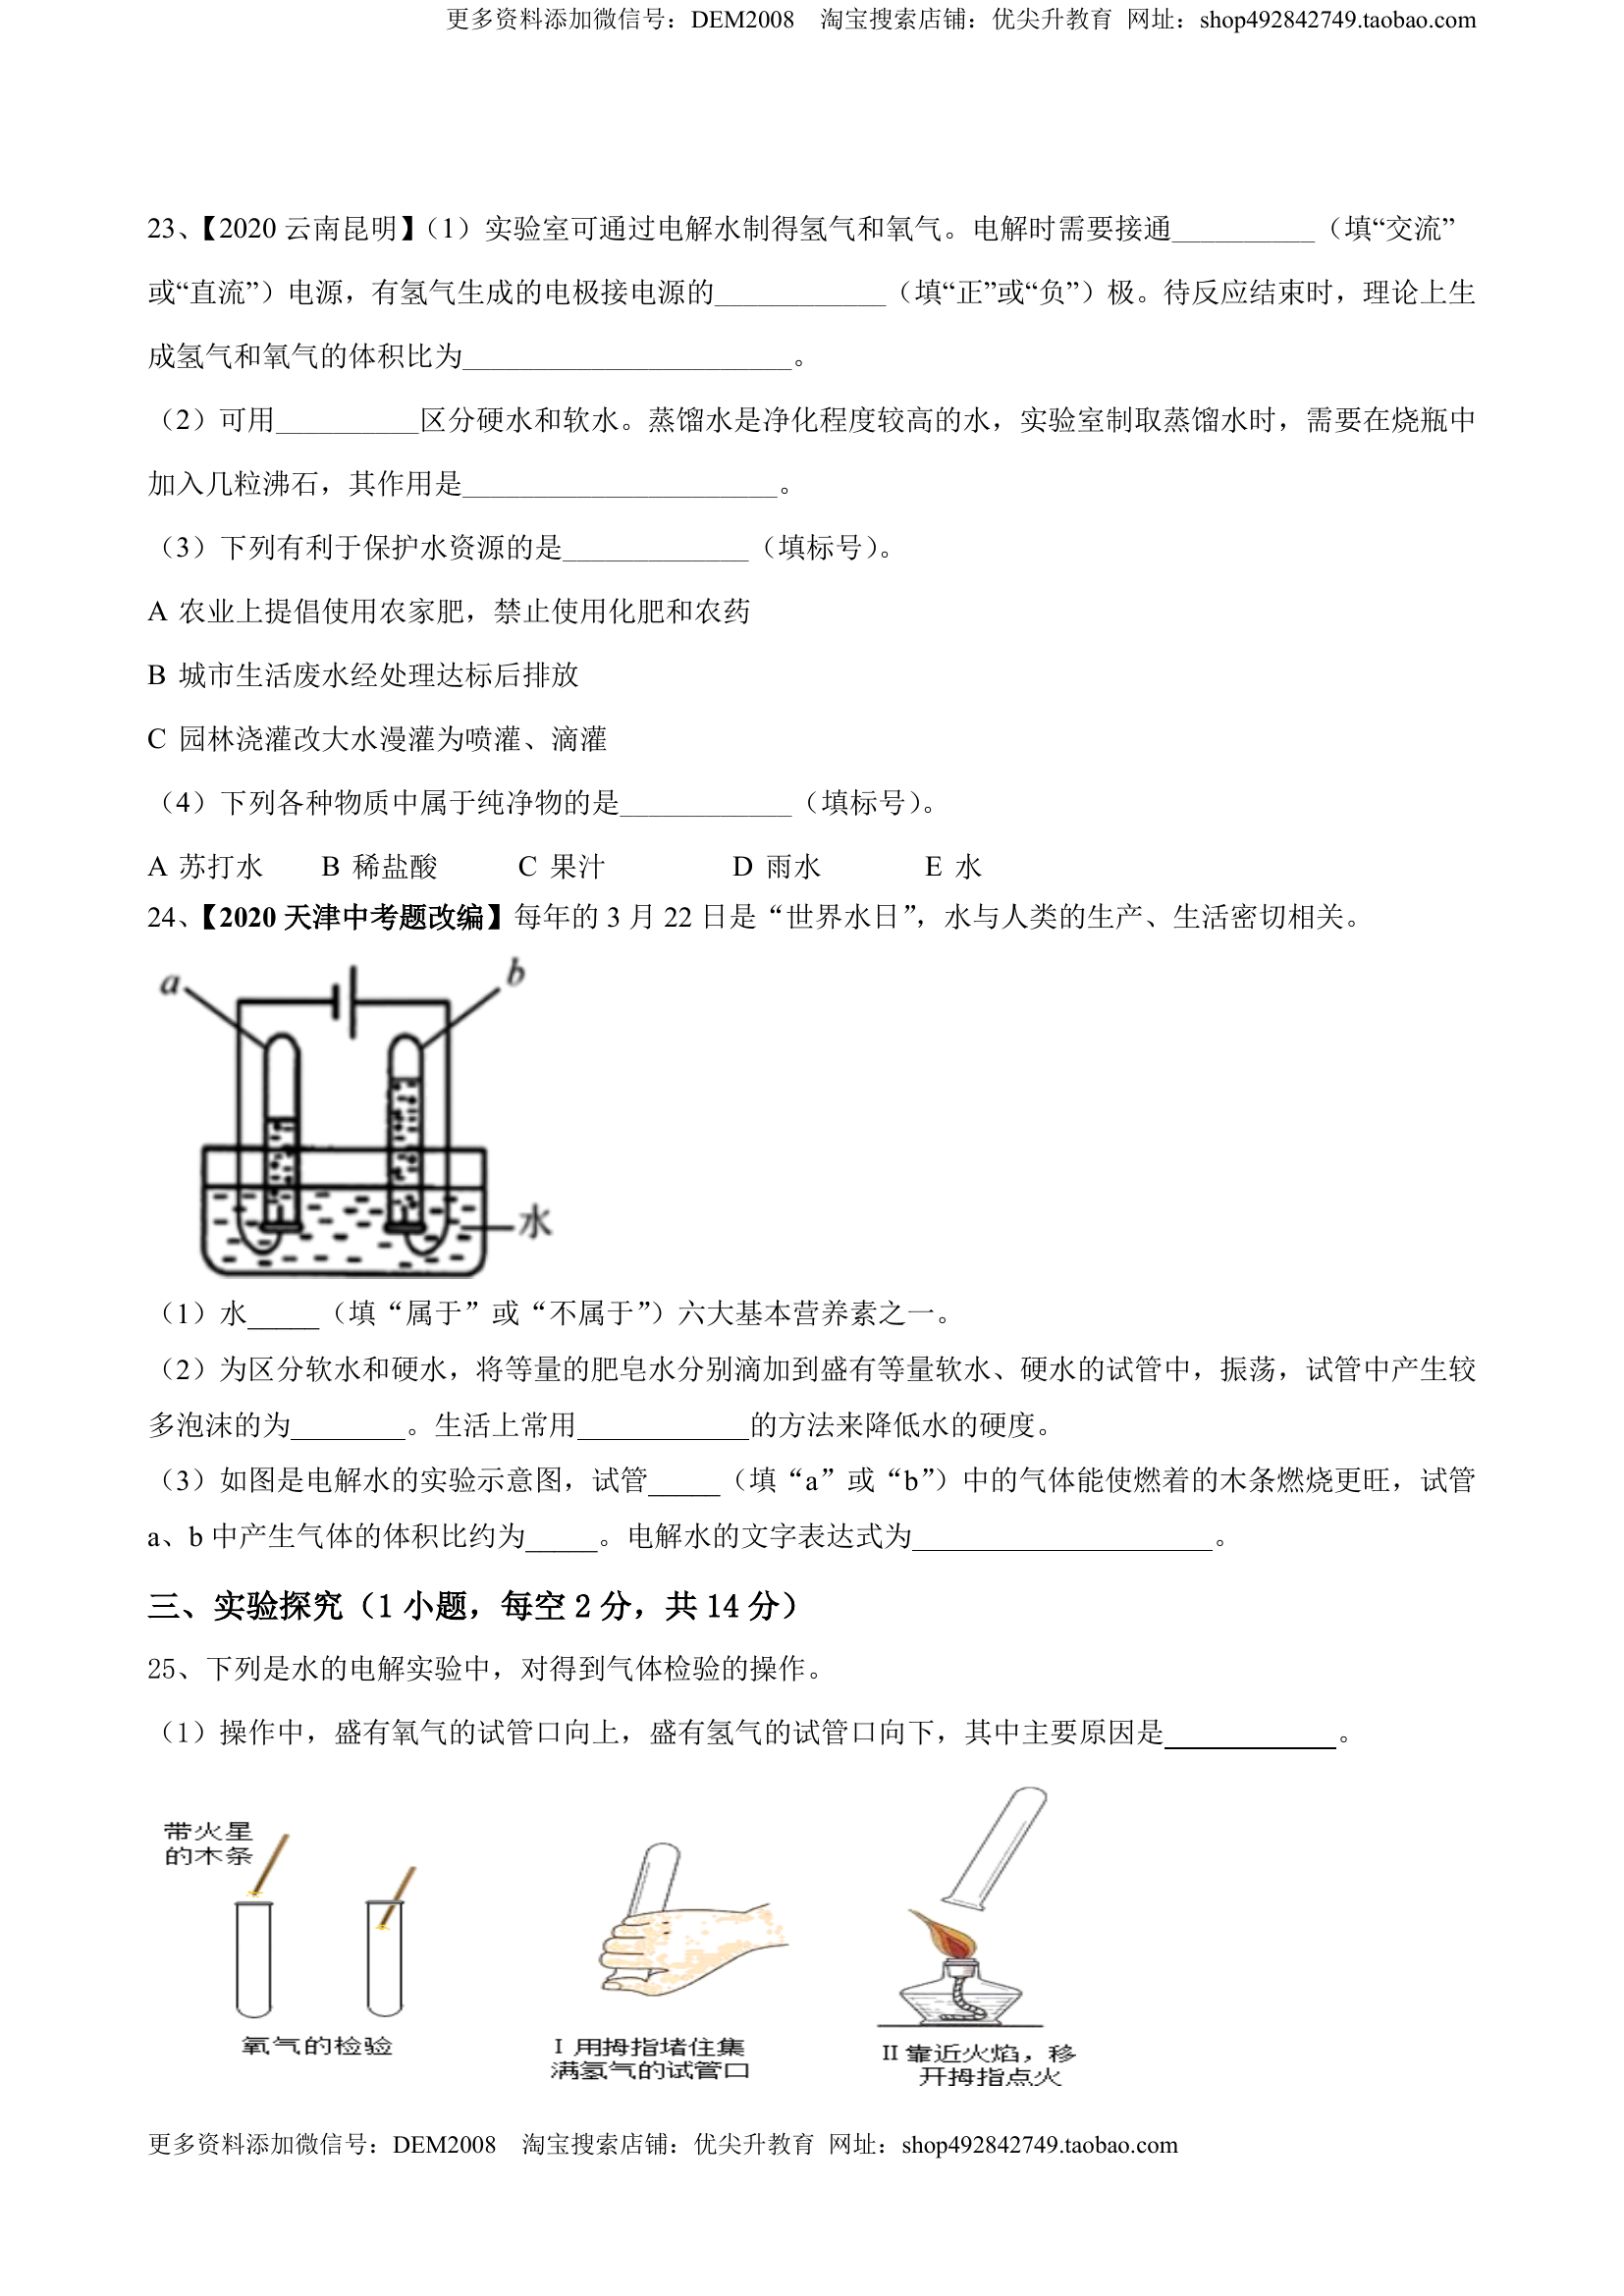 更多资料添加微信号：DEM2008 淘宝搜索店铺：优尖升教育 网址：shop492842749.taobao.com
23、【2020 云南昆明】（1）实验室可通过电解水制得氢气和氧气。电解时需要接通__________（填“交流”
或“直流”）电源，有氢气生成的电极接电源的____________（填“正”或“负”）极。待反应结束时，理论上生
成氢气和氧气的体积比为_______________________。
（2）可用__________区分硬水和软水。蒸馏水是净化程度较高的水，实验室制取蒸馏水时，需要在烧瓶中
加入几粒沸石，其作用是______________________。
（3）下列有利于保护水资源的是_____________（填标号）。
A 农业上提倡使用农家肥，禁止使用化肥和农药
B 城市生活废水经处理达标后排放
C 园林浇灌改大水漫灌为喷灌、滴灌
（4）下列各种物质中属于纯净物的是____________（填标号）。
A 苏打水 B 稀盐酸 C 果汁 D 雨水 E 水
24、【2020 天津中考题改编】每年的 3 月 22 日是“世界水日”，水与人类的生产、生活密切相关。
a b
水
（1）水_____（填“属于”或“不属于”）六大基本营养素之一。
（2）为区分软水和硬水，将等量的肥皂水分别滴加到盛有等量软水、硬水的试管中，振荡，试管中产生较
多泡沫的为________。生活上常用____________的方法来降低水的硬度。
（3）如图是电解水的实验示意图，试管_____（填“a”或“b”）中的气体能使燃着的木条燃烧更旺，试管
a、b 中产生气体的体积比约为_____。电解水的文字表达式为_____________________。
三、实验探究（1 小题，每空 2 分，共 14 分）
25、下列是水的电解实验中，对得到气体检验的操作。
（1）操作中，盛有氧气的试管口向上，盛有氢气的试管口向下，其中主要原因是____________。
带火星
的木条
氧气的检验
Ⅰ用拇指堵住集
满氢气的试管口
II 靠近火焰，移
开拇指点火
更多资料添加微信号：DEM2008 淘宝搜索店铺：优尖升教育 网址：shop492842749.taobao.com